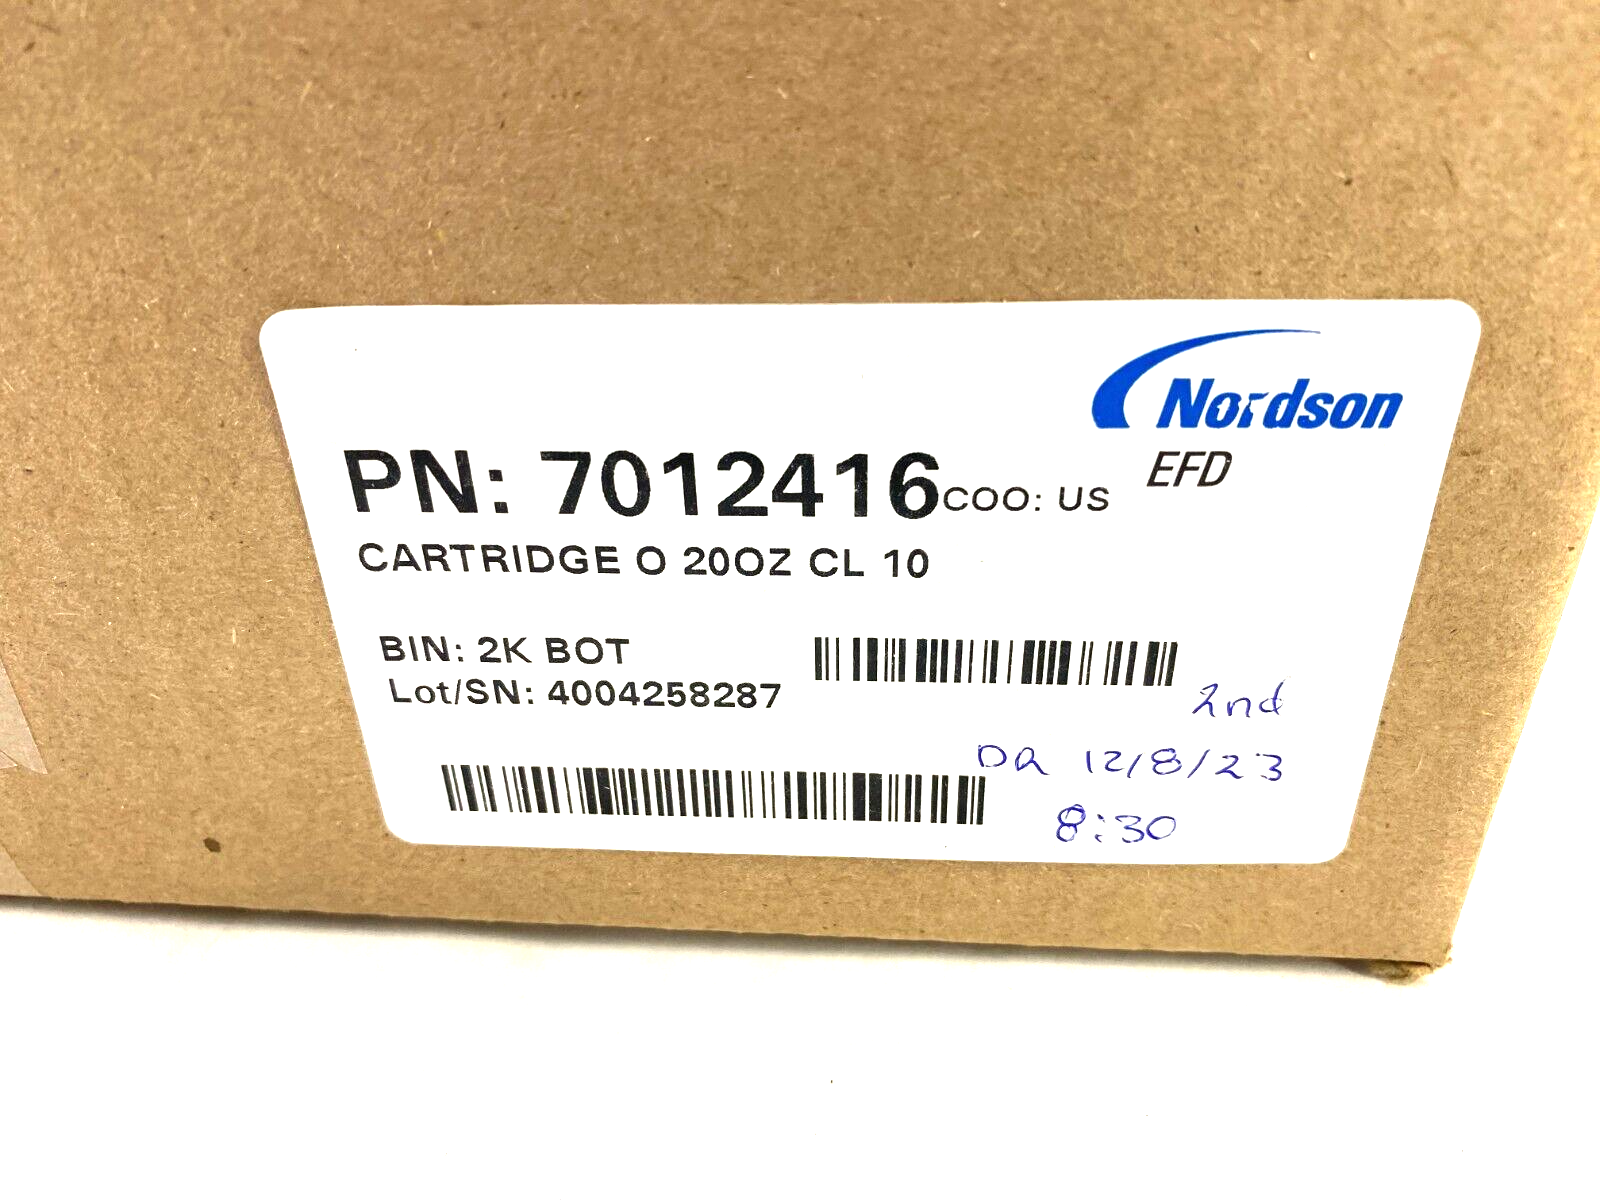 Nordson
EFD
PN: 7012416 COO: US
CARTRIDGE O 20OZ CL 10
BIN: 2K BOT
Lot/SN: 4004258287
2nd
DR 12/8/23
8:30